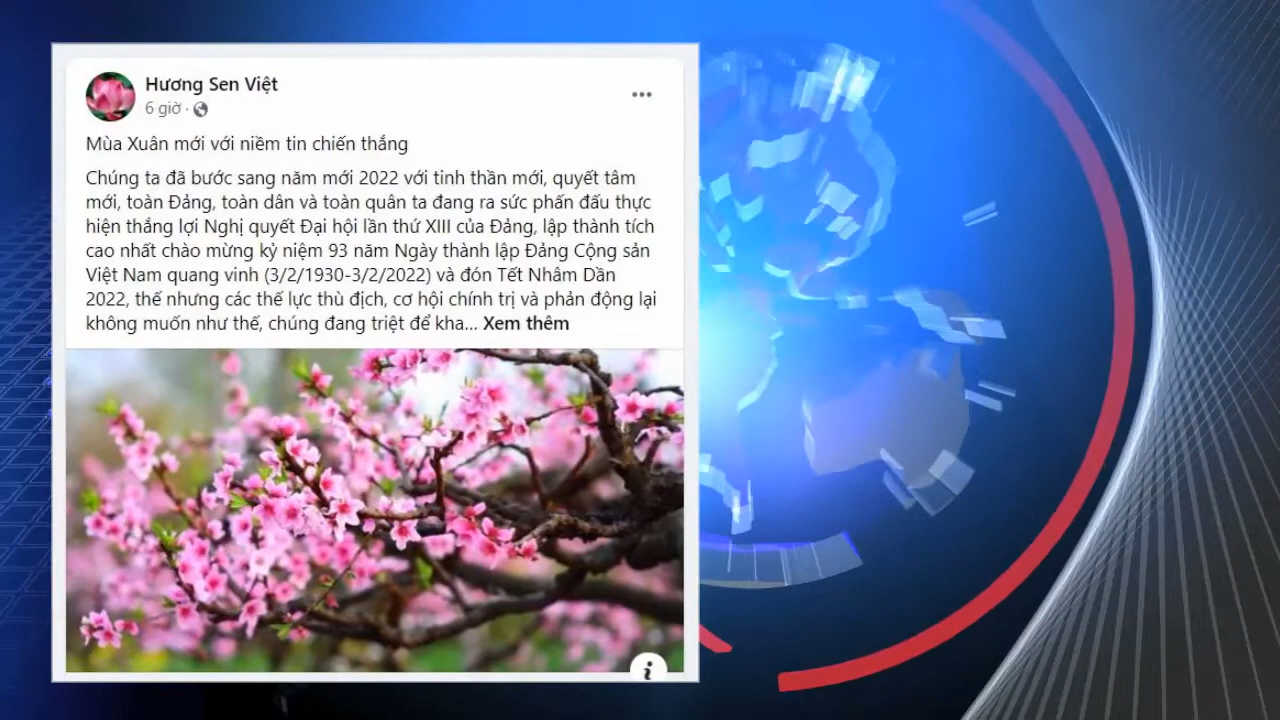 Hương Sen Việt
6 giờ ·
Mùa Xuân mới với niềm tin chiến thắng
Chúng ta đã bước sang năm mới 2022 với tinh thần mới, quyết tâm
mới, toàn Đảng, toàn dân và toàn quân ta đang ra sức phấn đấu thực
hiện thắng lợi Nghị quyết Đại hội lần thứ XIII của Đảng, lập thành tích
cao nhất chào mừng kỷ niệm 93 năm Ngày thành lập Đảng Cộng sản
Việt Nam quang vinh (3/2/1930-3/2/2022) và đón Tết Nhâm Dần
2022, thế nhưng các thế lực thù địch, cơ hội chính trị và phản động lại
không muốn như thế, chúng đang triệt để kha... Xem thêm